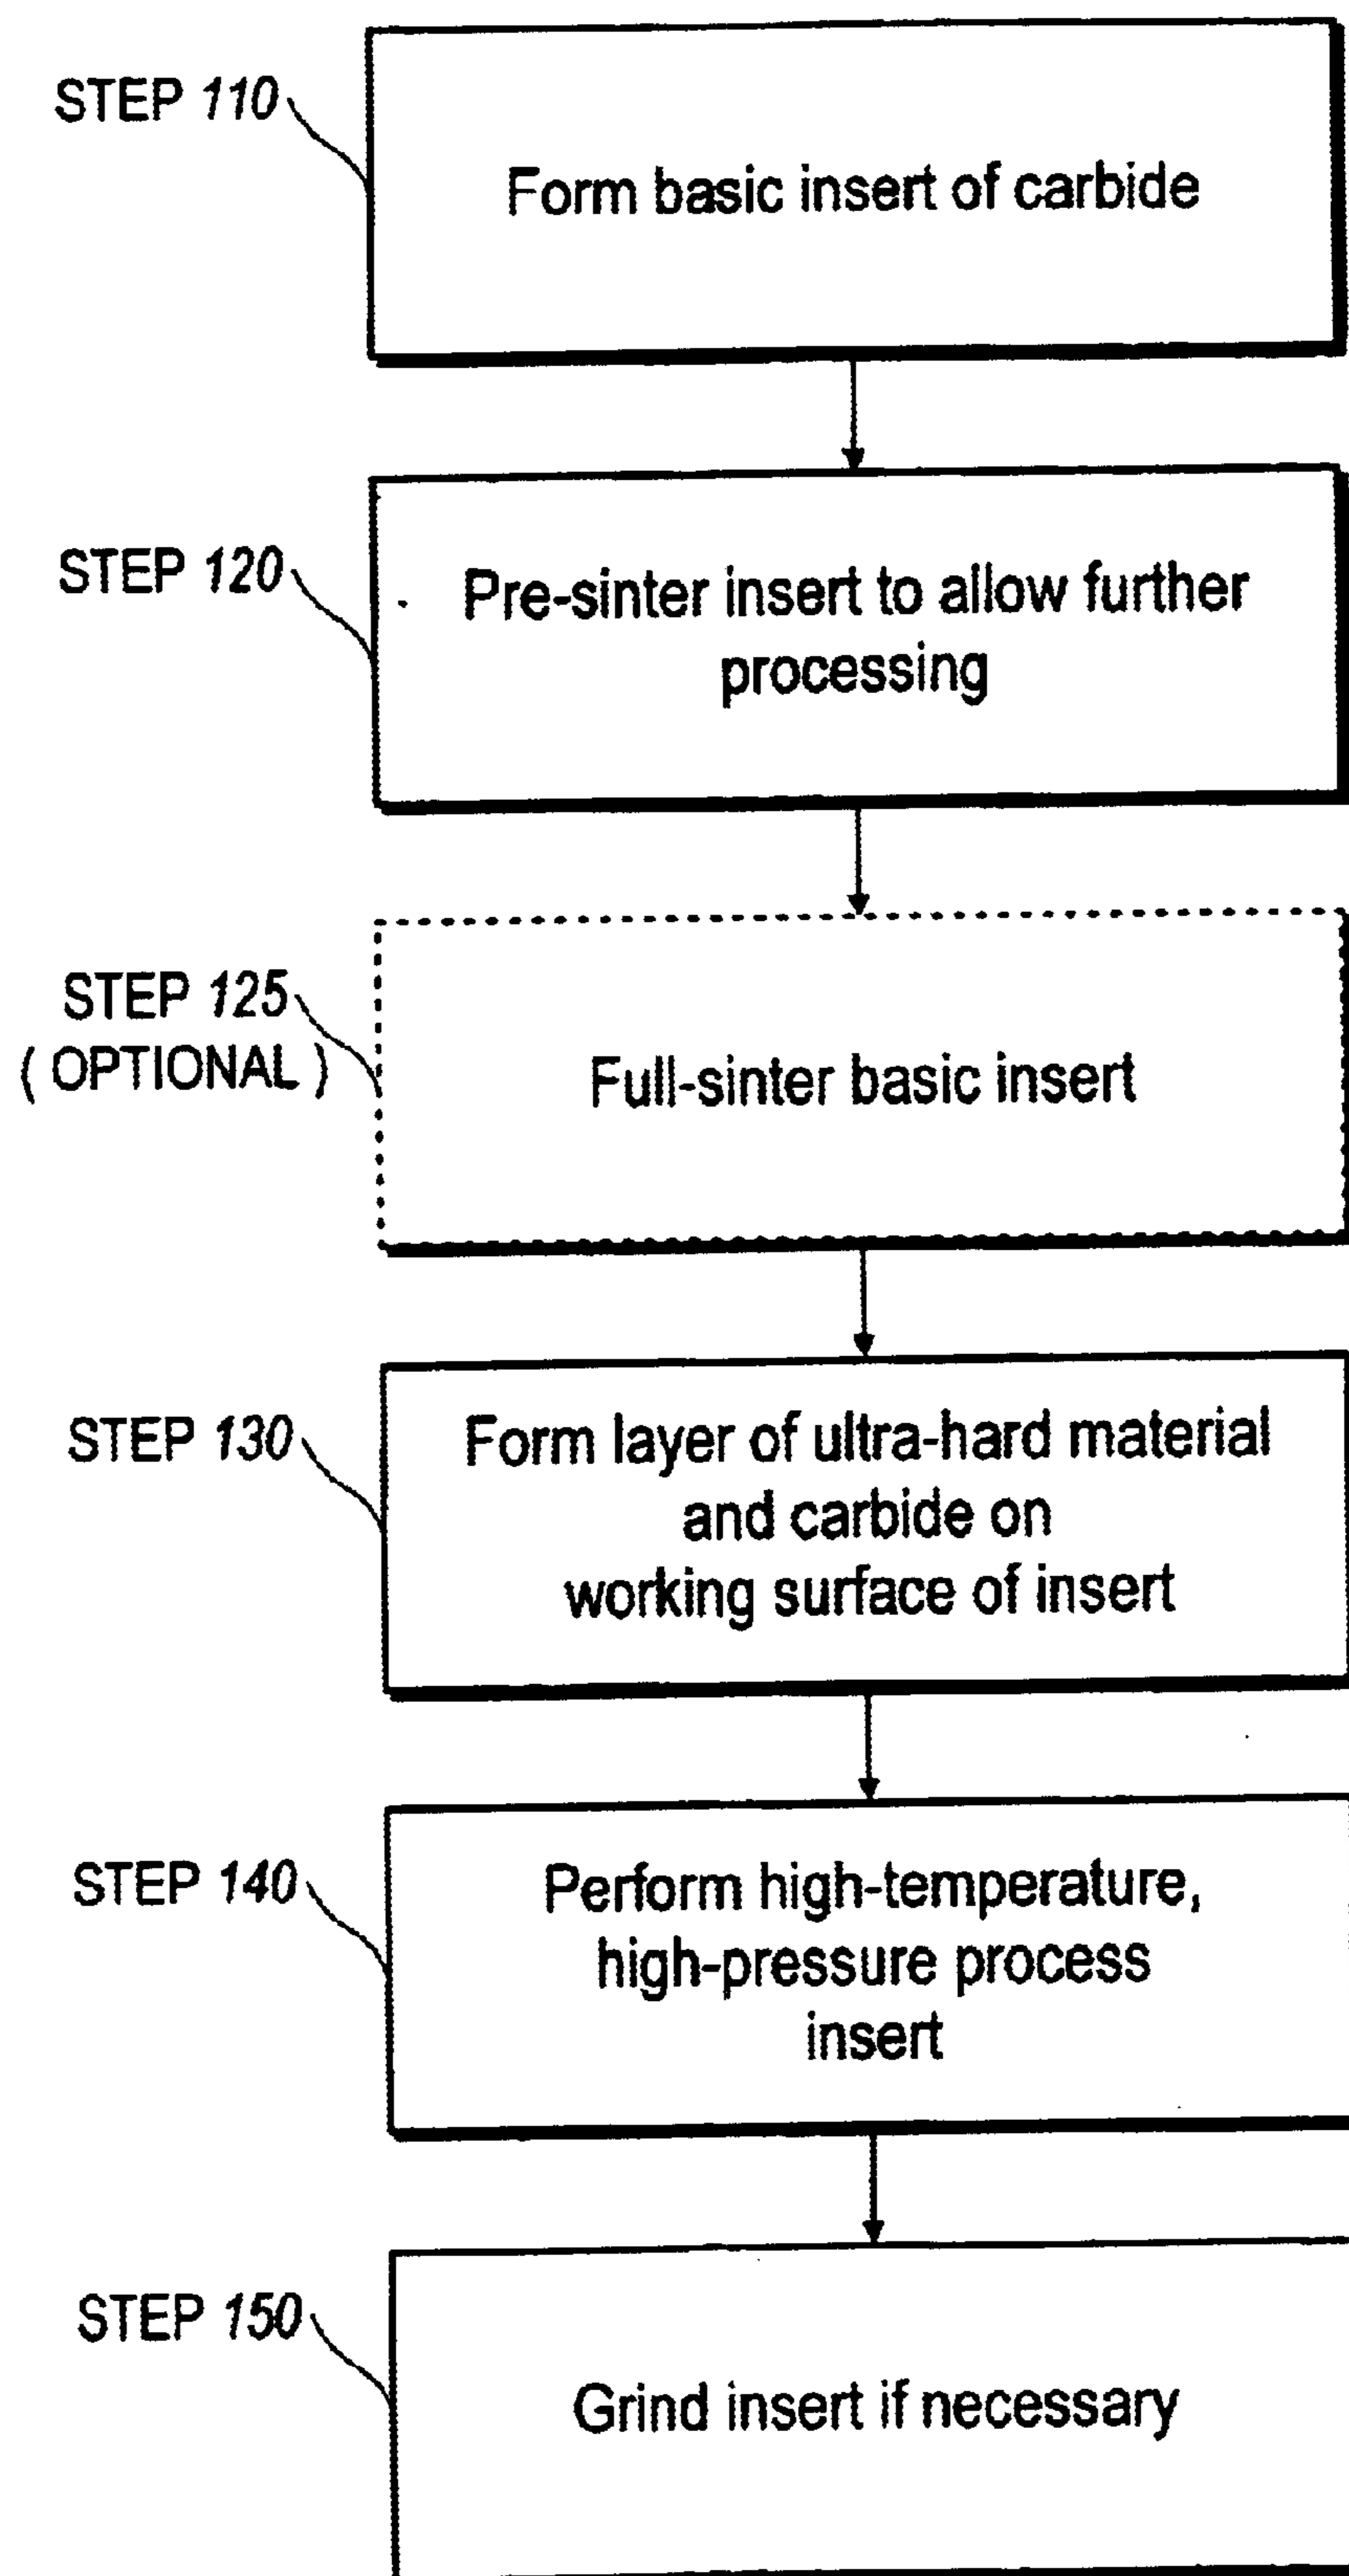 STEP 110
Form basic insert of carbide
STEP 120
Pre-sinter insert to allow further
processing
STEP 125
( OPTIONAL )
Full-sinter basic insert
STEP 130
Form layer of ultra-hard material
and carbide on
working surface of insert
STEP 140
Perform high-temperature,
high-pressure process
insert
STEP 150
Grind insert if necessary